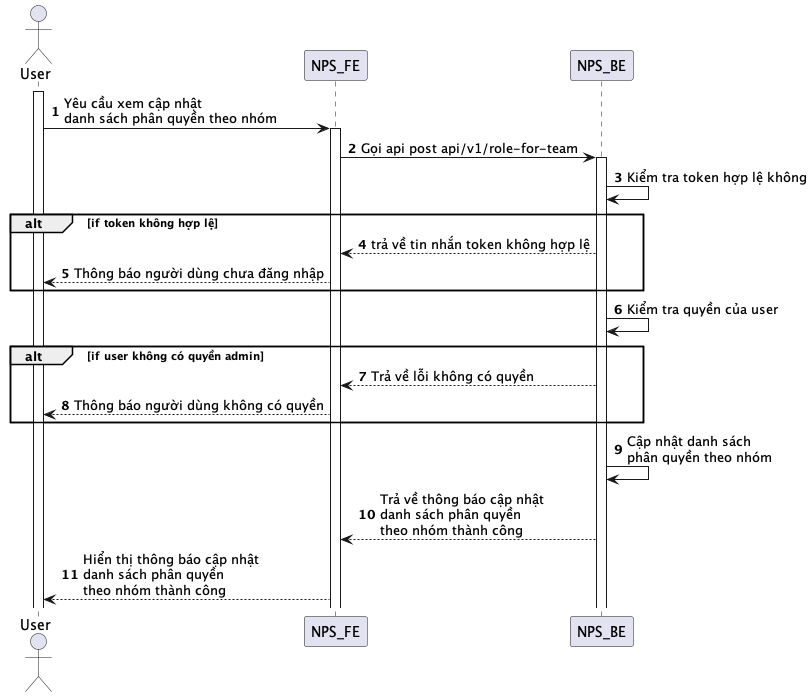 User
NPS_FE
NPS_BE
1 Yêu cầu xem cập nhật
danh sách phân quyền theo nhóm
2 Gọi api post api/v1/role-for-team
3 Kiểm tra token hợp lệ không
alt [if token không hợp lệ]
4 trả về tin nhắn token không hợp lệ
5 Thông báo người dùng chưa đăng nhập
6 Kiểm tra quyền của user
alt [if user không có quyền admin]
7 Trả về lỗi không có quyền
8 Thông báo người dùng không có quyền
9 Cập nhật danh sách
phân quyền theo nhóm
10 Trả về thông báo cập nhật
danh sách phân quyền
theo nhóm thành công
11 Hiển thị thông báo cập nhật
danh sách phân quyền
theo nhóm thành công
User
NPS_FE
NPS_BE